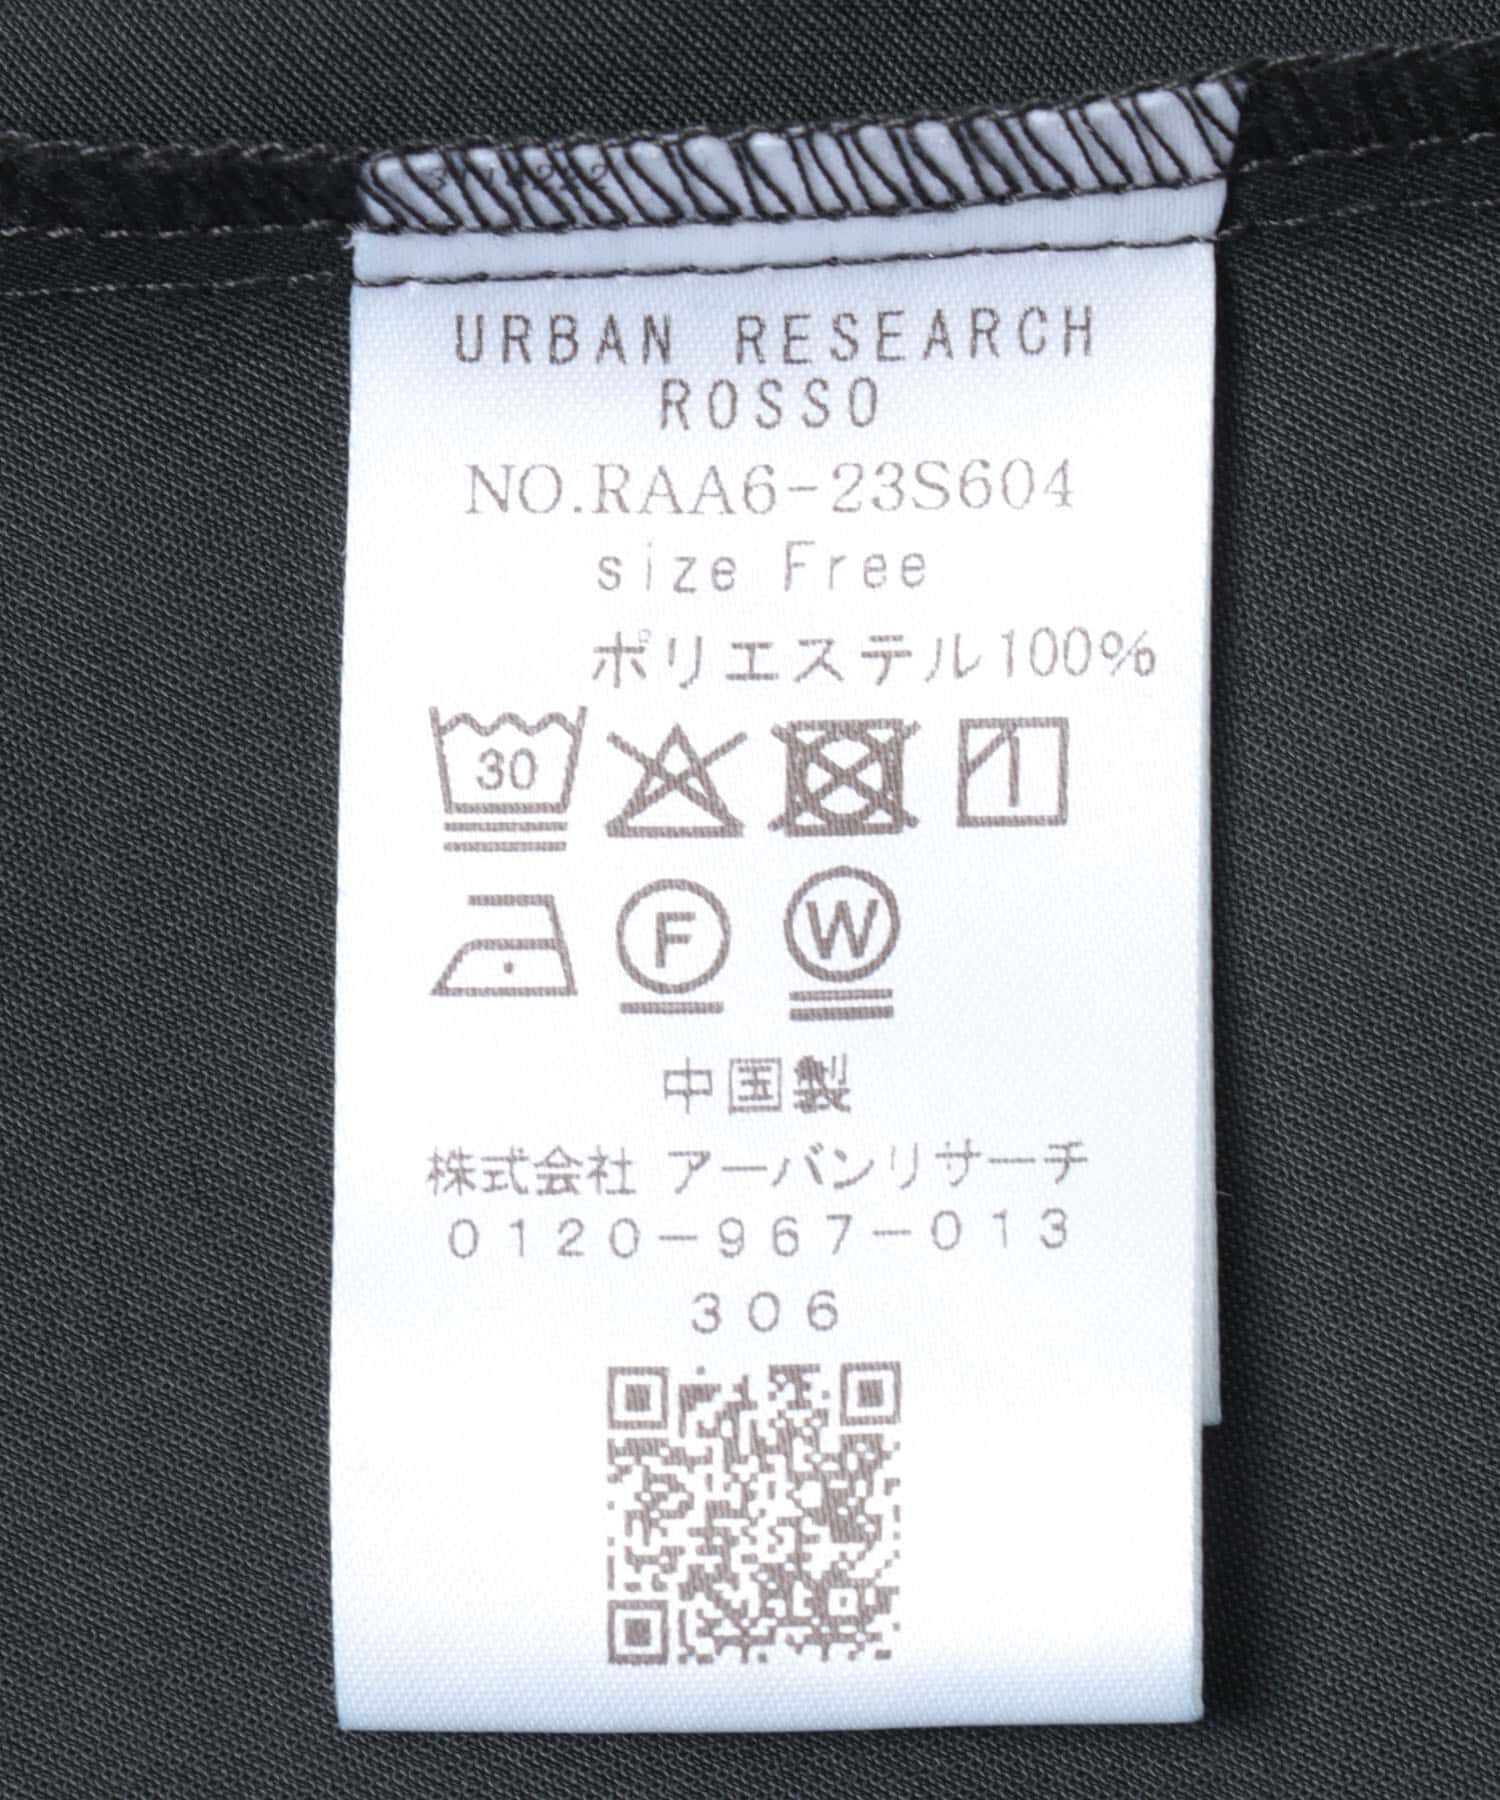 URBAN RESEARCH
ROSSO
NO.RAA6-23S604
size Free
ポリエステル100%
30
F
W
中国製
株式会社 アーバンリサーチ
0120-967-013
306